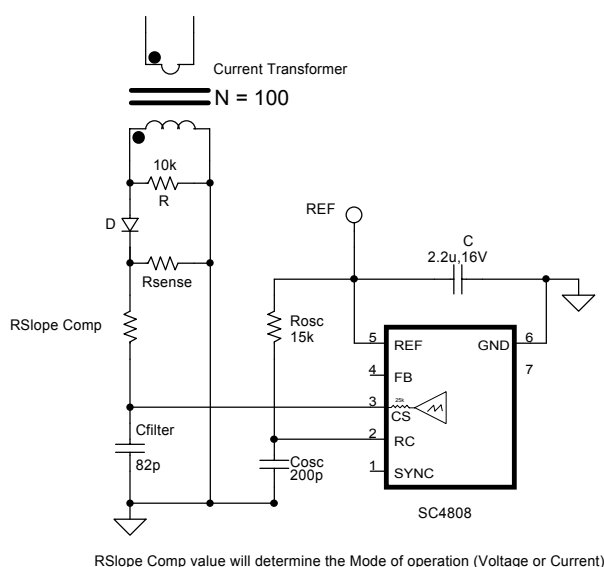 Current Transformer
N = 100
10k
R
D
Rsense
RSlope Comp
Cfilter
82p
REF
C
2.2u,16V
Rosc
15k
Cosc
200p
5 REF
GND 6
4 FB
7
3
25k
CS
2 RC
1 SYNC
SC4808
RSlope Comp value will determine the Mode of operation (Voltage or Current)